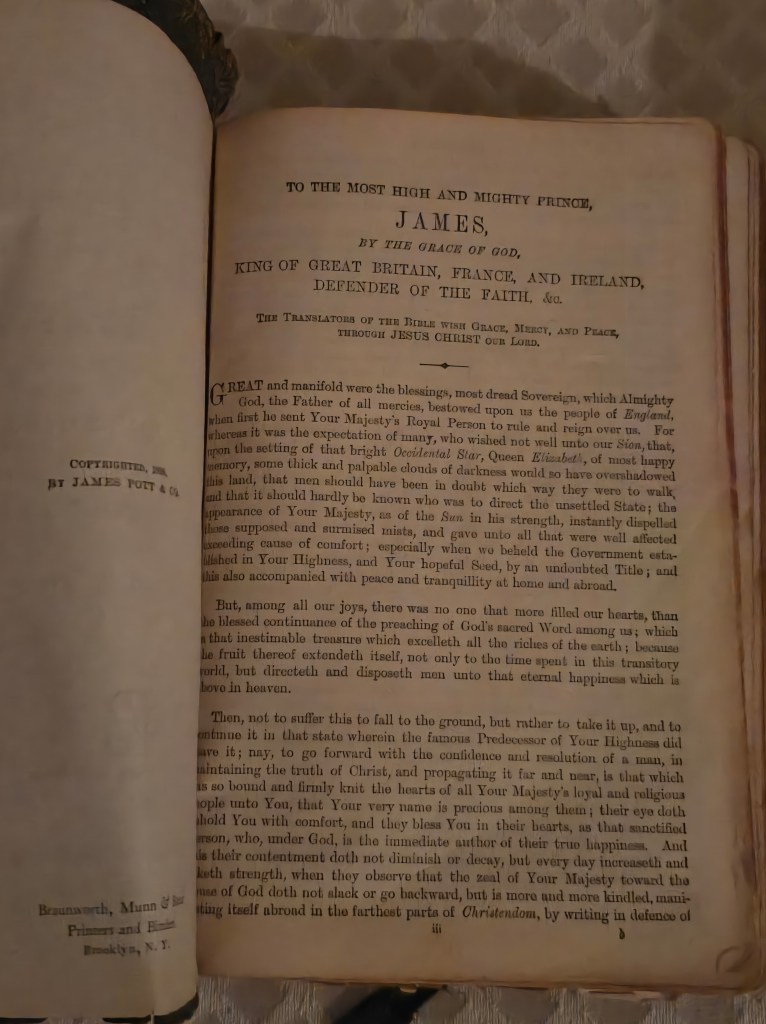 COPYRIGHTED,
BY JAMES POTT & CO.
Braunworth, Munn &
Printers and
Brooklyn, N. Y.
TO THE MOST HIGH AND MIGHTY PRINCE,
JAMES,
BY THE GRACE OF GOD,
KING OF GREAT BRITAIN, FRANCE, AND IRELAND,
DEFENDER OF THE FAITH, &c.
THE TRANSLATORS OF THE BIBLE WISH GRACE, MERCY, AND PEACE,
THROUGH JESUS CHRIST OUR LORD.
GREAT and manifold were the blessings, most dread Sovereign, which Almighty
God, the Father of all mercies, bestowed upon us the people of England,
when first he sent Your Majesty's Royal Person to rule and reign over us. For
whereas it was the expectation of many, who wished not well unto our Sion, that,
upon the setting of that bright Occidental Star, Queen Elizabeth, of most happy
memory, some thick and palpable clouds of darkness would so have overshadowed
this land, that men should have been in doubt which way they were to walk,
and that it should hardly be known who was to direct the unsettled State; the
appearance of Your Majesty, as of the Sun in his strength, instantly dispelled
those supposed and surmised mists, and gave unto all that were well affected
exceeding cause of comfort; especially when we beheld the Government esta-
blished in Your Highness, and Your hopeful Seed, by an undoubted Title; and
this also accompanied with peace and tranquillity at home and abroad.
But, among all our joys, there was no one that more filled our hearts, than
he blessed continuance of the preaching of God's sacred Word among us; which
s that inestimable treasure which excelleth all the riches of the earth; because
he fruit thereof extendeth itself, not only to the time spent in this transitory
orld, but directeth and disposeth men unto that eternal happiness which is
bove in heaven.
Then, not to suffer this to fall to the ground, but rather to take it up, and to
ontinue it in that state wherein the famous Predecessor of Your Highness did
ave it; nay, to go forward with the confidence and resolution of a man, in
aintaining the truth of Christ, and propagating it far and near, is that which
as so bound and firmly knit the hearts of all Your Majesty's loyal and religious
eople unto You, that Your very name is precious among them; their eye doth
hold You with comfort, and they bless You in their hearts, as that sanctified
erson, who, under God, is the immediate author of their true happiness. And
is their contentment doth not diminish or decay, but every day increaseth and
keth strength, when they observe that the zeal of Your Majesty toward the
use of God doth not slack or go backward, but is more and more kindled, mani-
ting itself abroad in the farthest parts of Christendom, by writing in defence of
iii b